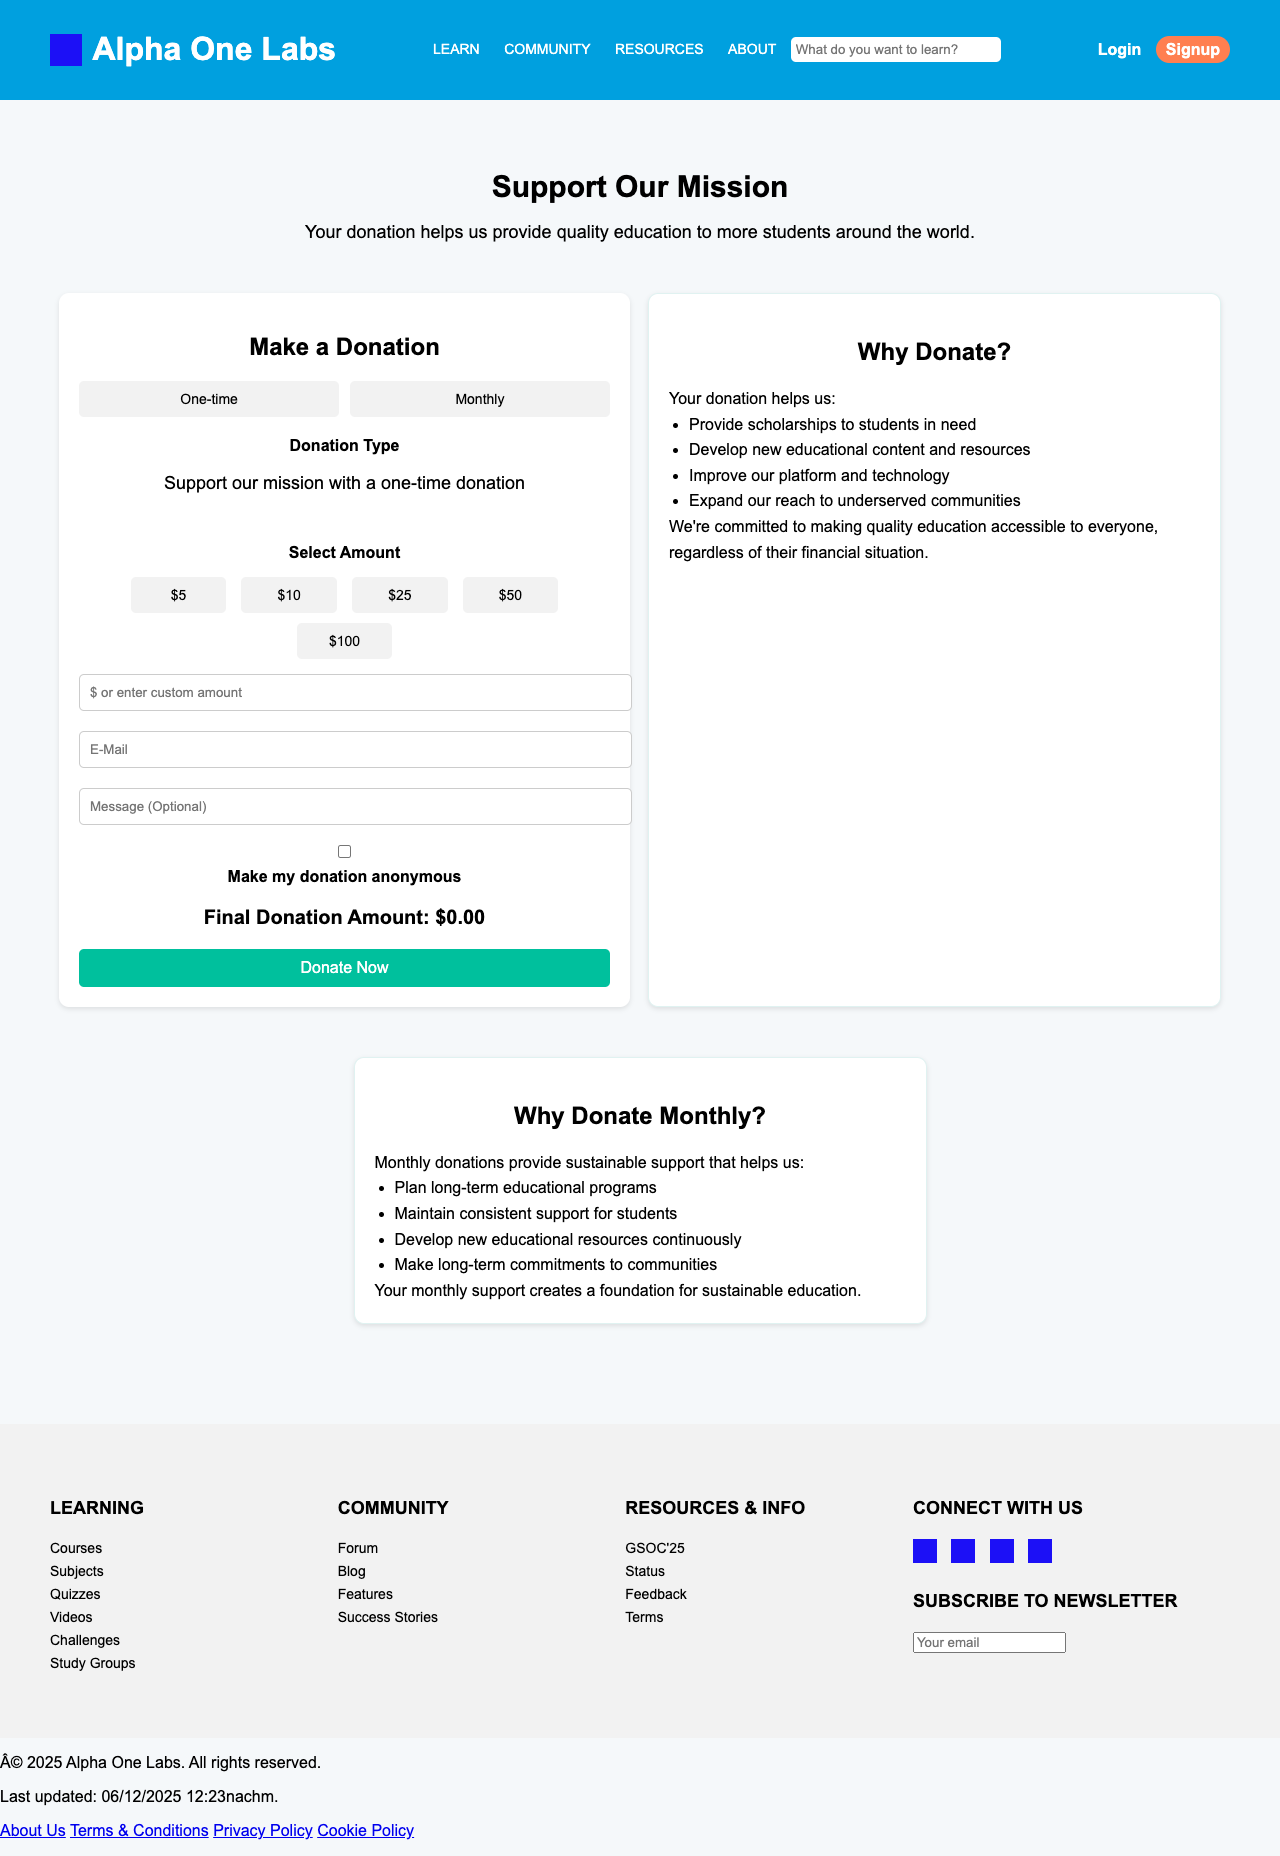 Alpha One Labs
LEARN COMMUNITY RESOURCES ABOUT What do you want to learn?
Login Signup
Support Our Mission
Your donation helps us provide quality education to more students around the world.
Make a Donation
One-time Monthly
Donation Type
Support our mission with a one-time donation
Select Amount
$5 $10 $25 $50
$100
$ or enter custom amount
E-Mail
Message (Optional)
Make my donation anonymous
Final Donation Amount: $0.00
Donate Now
Why Donate?
Your donation helps us:
• Provide scholarships to students in need
• Develop new educational content and resources
• Improve our platform and technology
• Expand our reach to underserved communities
We're committed to making quality education accessible to everyone,
regardless of their financial situation.
Why Donate Monthly?
Monthly donations provide sustainable support that helps us:
• Plan long-term educational programs
• Maintain consistent support for students
• Develop new educational resources continuously
• Make long-term commitments to communities
Your monthly support creates a foundation for sustainable education.
LEARNING
Courses
Subjects
Quizzes
Videos
Challenges
Study Groups
COMMUNITY
Forum
Blog
Features
Success Stories
RESOURCES & INFO
GSOC'25
Status
Feedback
Terms
CONNECT WITH US
SUBSCRIBE TO NEWSLETTER
Your email
Â© 2025 Alpha One Labs. All rights reserved.
Last updated: 06/12/2025 12:23nachm.
About Us Terms & Conditions Privacy Policy Cookie Policy